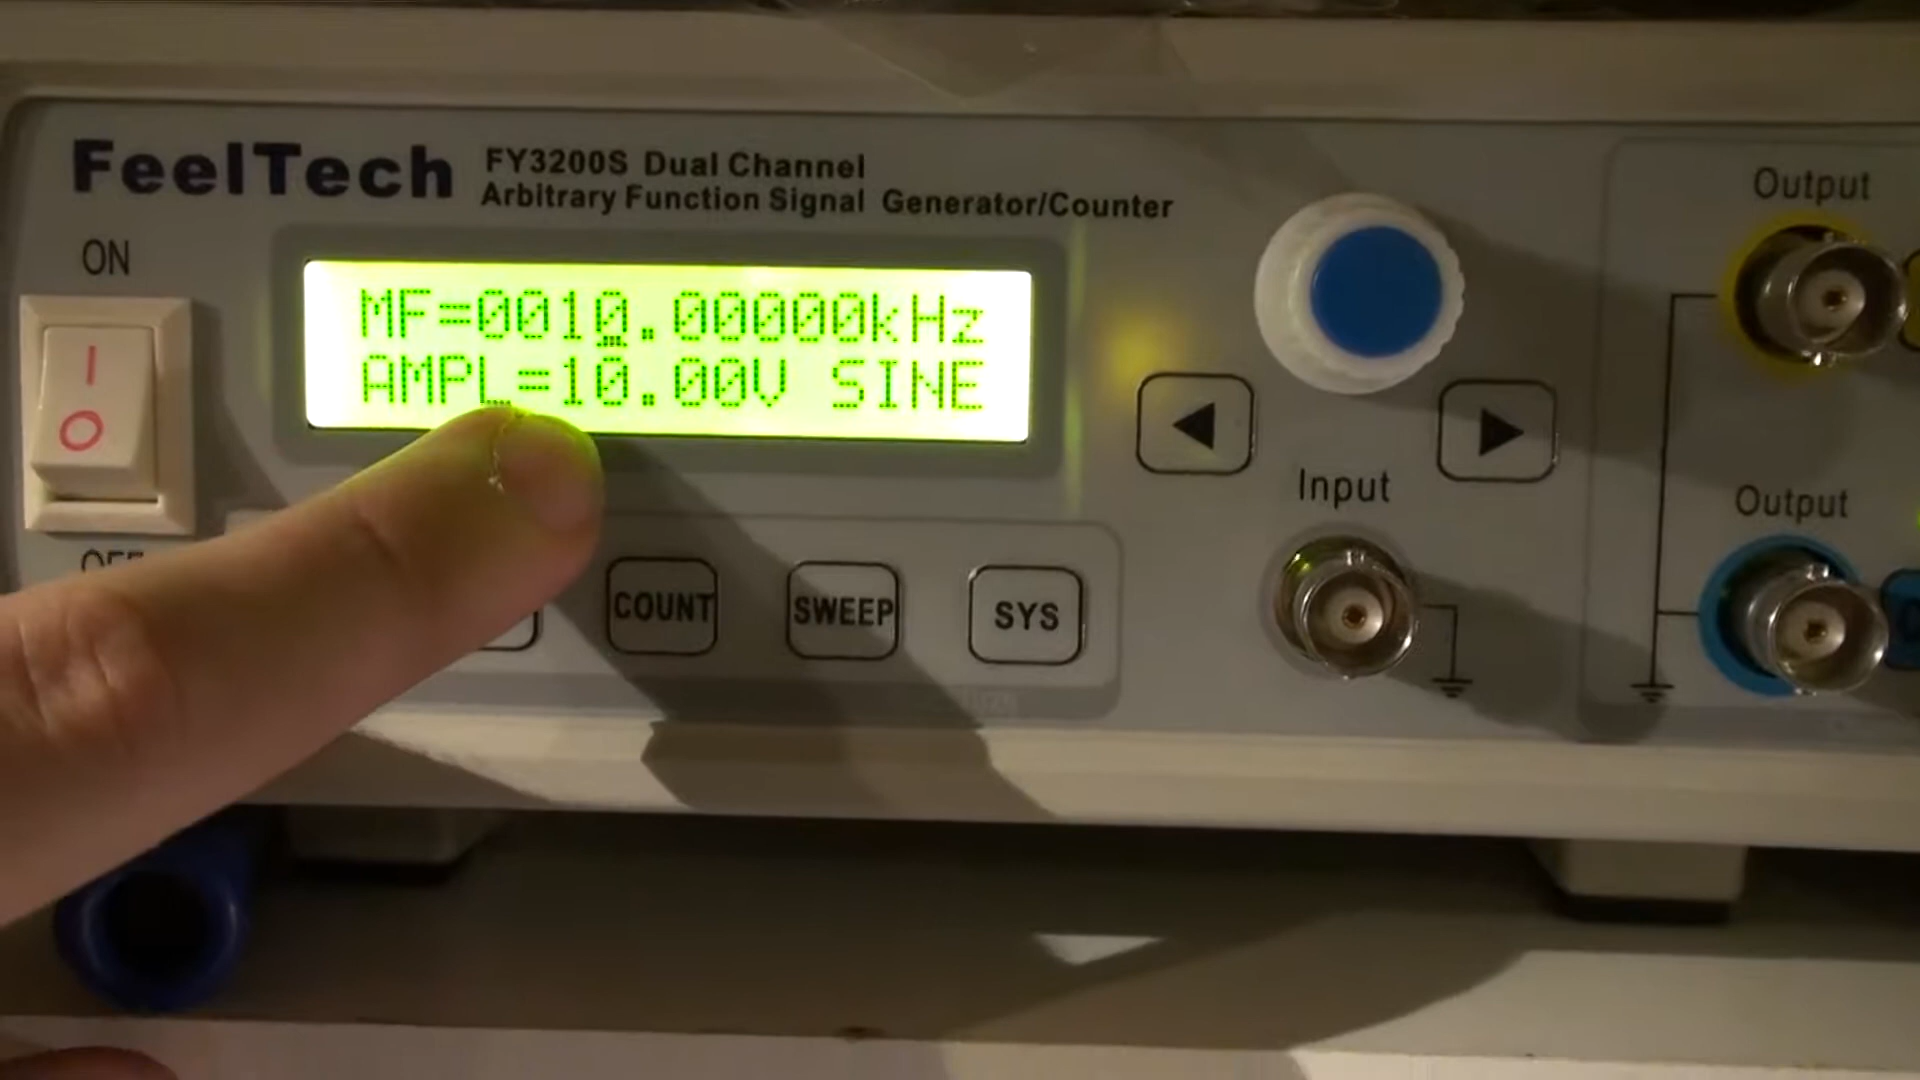 FeelTech
FY3200S Dual Channel
Arbitrary Function Signal Generator/Counter
ON
MF=0010.00000kHz
AMPL=10.00V SINE
Input
Output
Output
COUNT
SWEEP
SYS